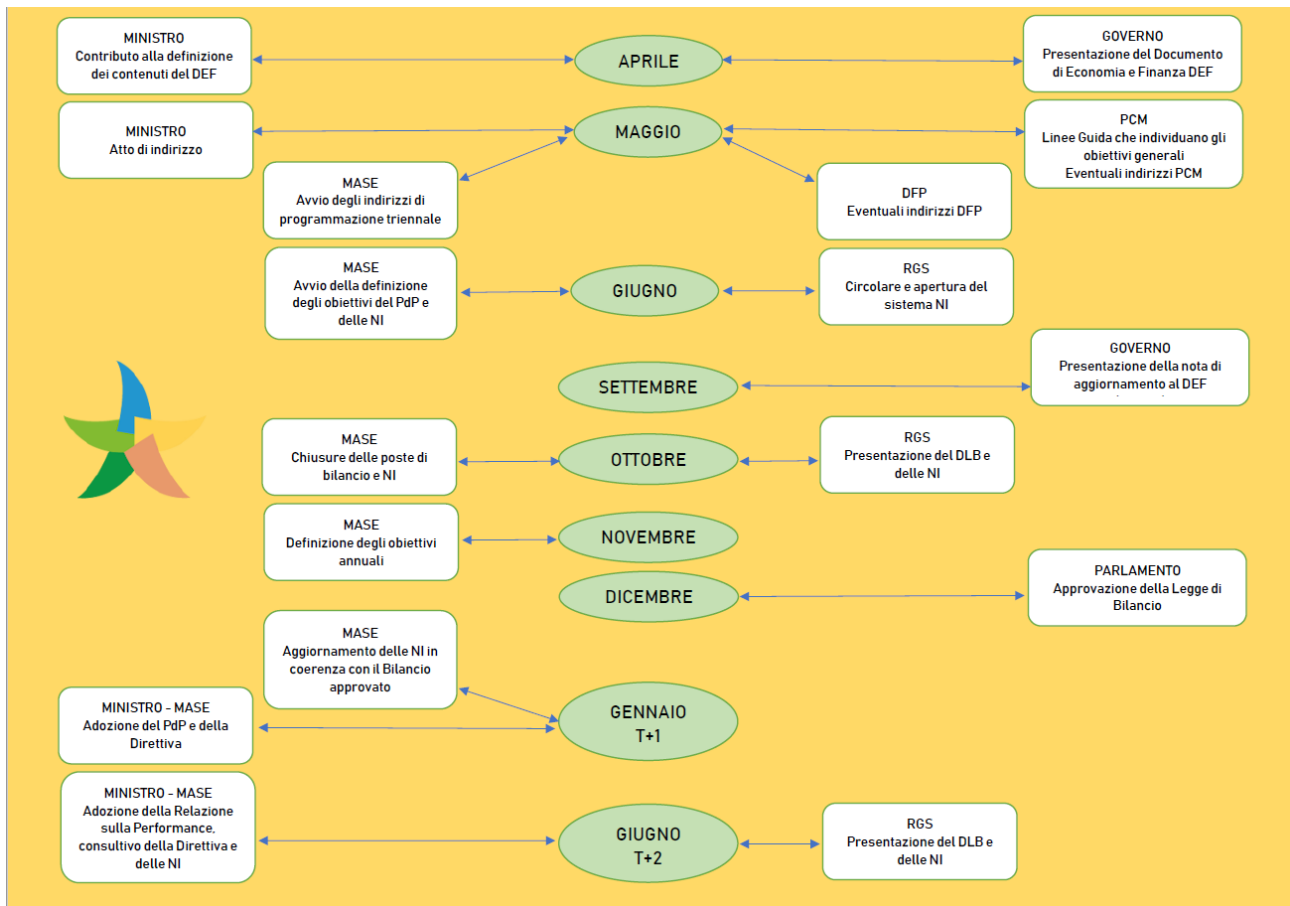 MINISTRO
Contributo alla definizione
dei contenuti del DEF
APRILE
GOVERNO
Presentazione del Documento
di Economia e Finanza DEF
MINISTRO
Atto di indirizzo
MAGGIO
PCM
Linee Guida che individuano gli
obiettivi generali
Eventuali indirizzi PCM
MASE
Avvio degli indirizzi di
programmazione triennale
DFP
Eventuali indirizzi DFP
MASE
Avvio della definizione
degli obiettivi del PdP e
delle NI
GIUGNO
RGS
Circolare e apertura del
sistema NI
SETTEMBRE
GOVERNO
Presentazione della nota di
aggiornamento al DEF
MASE
Chiusure delle poste di
bilancio e NI
OTTOBRE
RGS
Presentazione del DLB e
delle NI
MASE
Definizione degli obiettivi
annuali
NOVEMBRE
DICEMBRE
PARLAMENTO
Approvazione della Legge di
Bilancio
MASE
Aggiornamento delle NI in
coerenza con il Bilancio
approvato
MINISTRO - MASE
Adozione del PdP e della
Direttiva
GENNAIO
T+1
MINISTRO - MASE
Adozione della Relazione
sulla Performance,
consultivo della Direttiva e
delle NI
GIUGNO
T+2
RGS
Presentazione del DLB e
delle NI